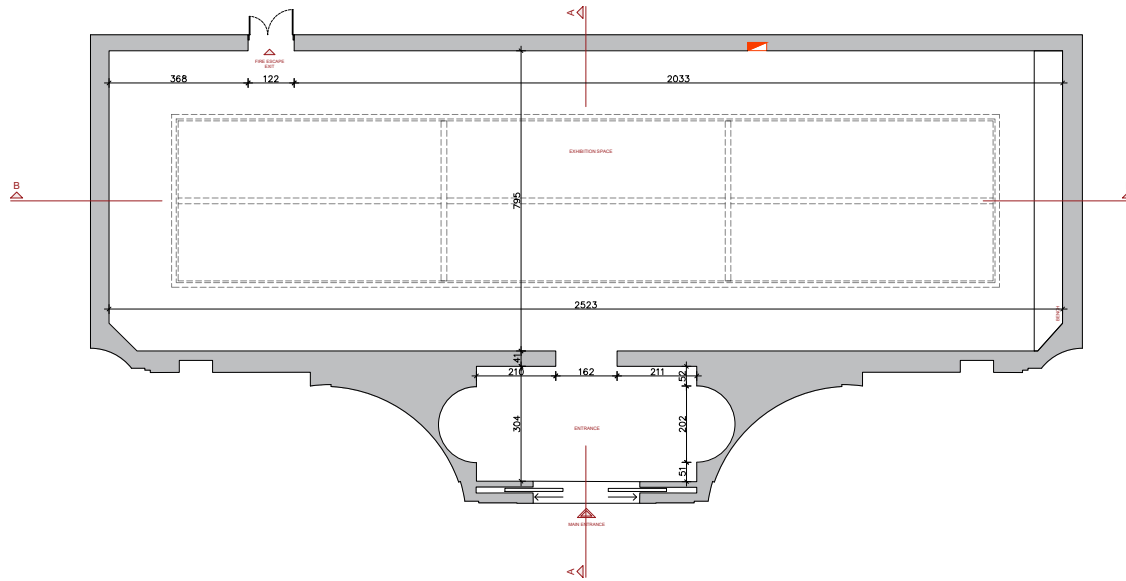 A
FIRE ESCAPE
EXIT
368
122
2033
EXHIBITION SPACE
B
795
2523
BENCH
41
210
162
211
52
304
202
ENTRANCE
51
MAIN ENTRANCE
A